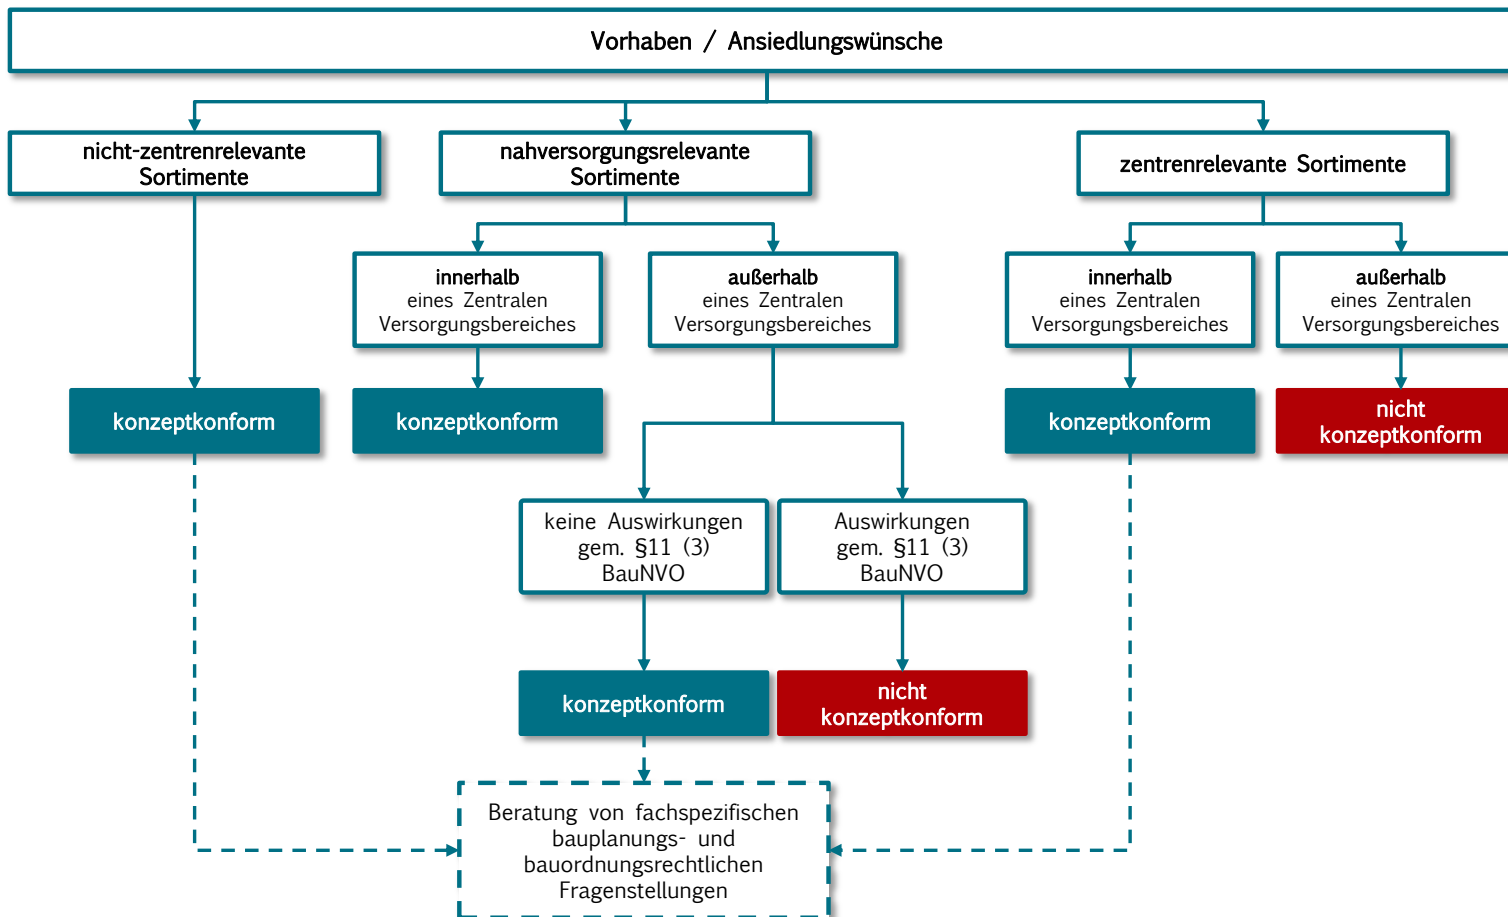 Vorhaben / Ansiedlungswünsche
nicht-zentrenrelevante
Sortimente
nahversorgungsrelevante
Sortimente
zentrenrelevante Sortimente
innerhalb
eines Zentralen
Versorgungsbereiches
außerhalb
eines Zentralen
Versorgungsbereiches
innerhalb
eines Zentralen
Versorgungsbereiches
außerhalb
eines Zentralen
Versorgungsbereiches
konzeptkonform
konzeptkonform
konzeptkonform
nicht
konzeptkonform
keine Auswirkungen
gem. §11 (3)
BauNVO
Auswirkungen
gem. §11 (3)
BauNVO
konzeptkonform
nicht
konzeptkonform
Beratung von fachspezifischen
bauplanungs- und
bauordnungsrechtlichen
Fragenstellungen